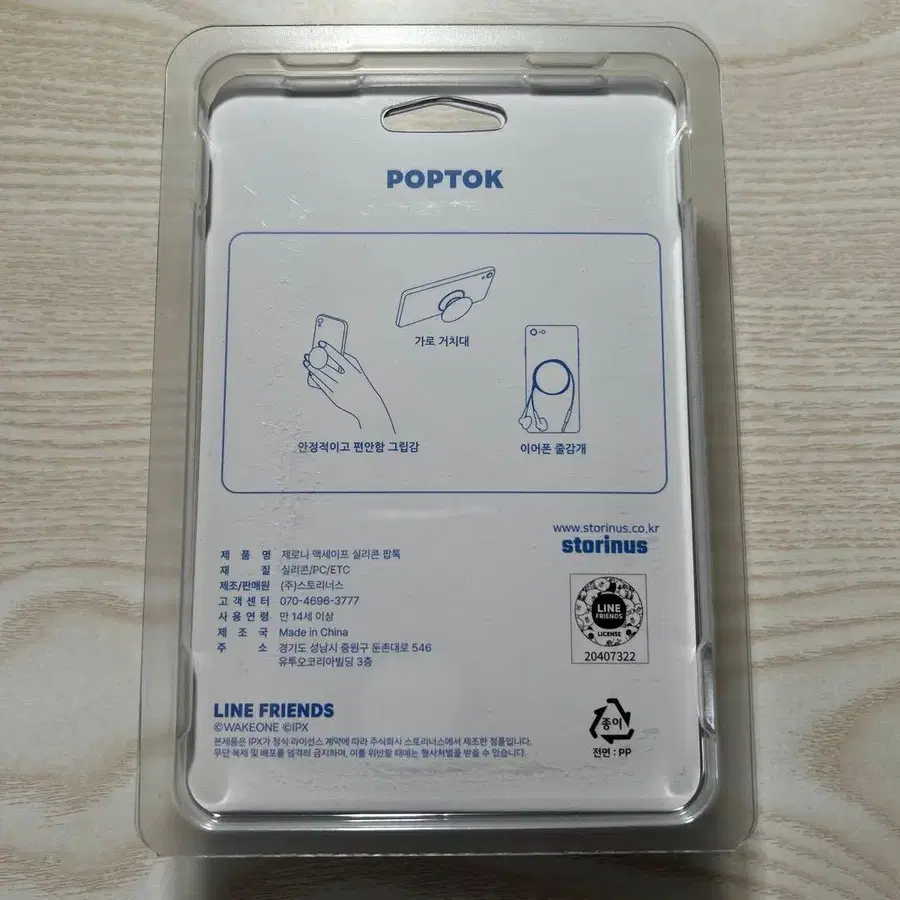 POPTOK
가로 거치대
안정적이고 편안함 그립감
이어폰 줄감개
www.storinus.co.kr
storinus
제 품 명 제로니 맥세이프 실리콘 팝톡
재 질 실리콘/PC/ETC
제조/판매원 (주)스토리너스
고객센터 070-4696-3777
사용연령 만 14세 이상
제 조 국 Made in China
주 소 경기도 성남시 중원구 둔촌대로 546
유투오코리아빌딩 3층
LINE
FRIENDS
LICENSE
20407322
LINE FRIENDS
©WAKEONE ©IPX
본제품은 IPX가 정식 라이선스 계약에 따라 주식회사 스토리너스에서 제조한 정품입니다.
무단 복제 및 배포를 엄격히 금지하며, 이를 위반할 때에는 형사처벌을 받을 수 있습니다.
종이
전면 : PP